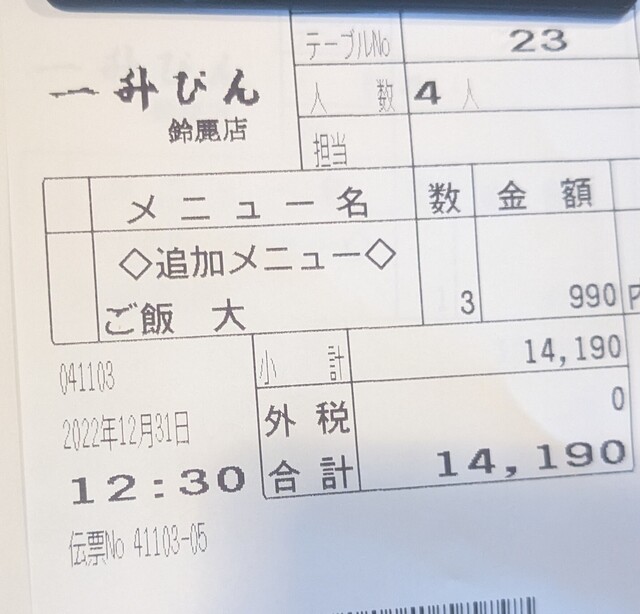 テーブルNo 23
一升びん
人 数 4 人
鈴鹿店
担当
メニュー名 数 金 額
◇追加メニュー◇
ご飯 大 3 990
041103 小 計 14,190
2022年12月31日 外 税 0
12:30 合 計 14,190
伝票No 41103-05